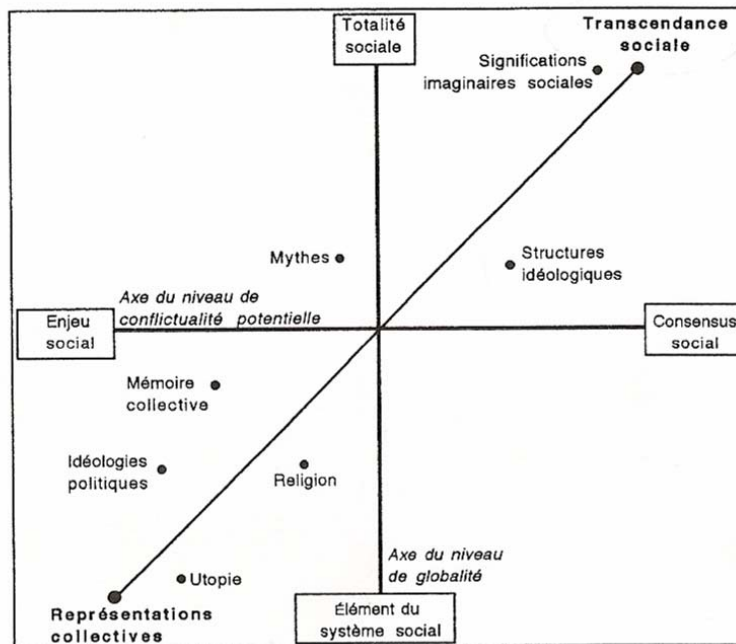 Totalité
sociale
Transcendance
sociale
Significations
imaginaires sociales
Mythes
Structures
idéologiques
Axe du niveau de
conflictualité potentielle
Enjeu
social
Consensus
social
Mémoire
collective
Idéologies
politiques
Religion
Axe du niveau
de globalité
Utopie
Représentations
collectives
Élément du
système social